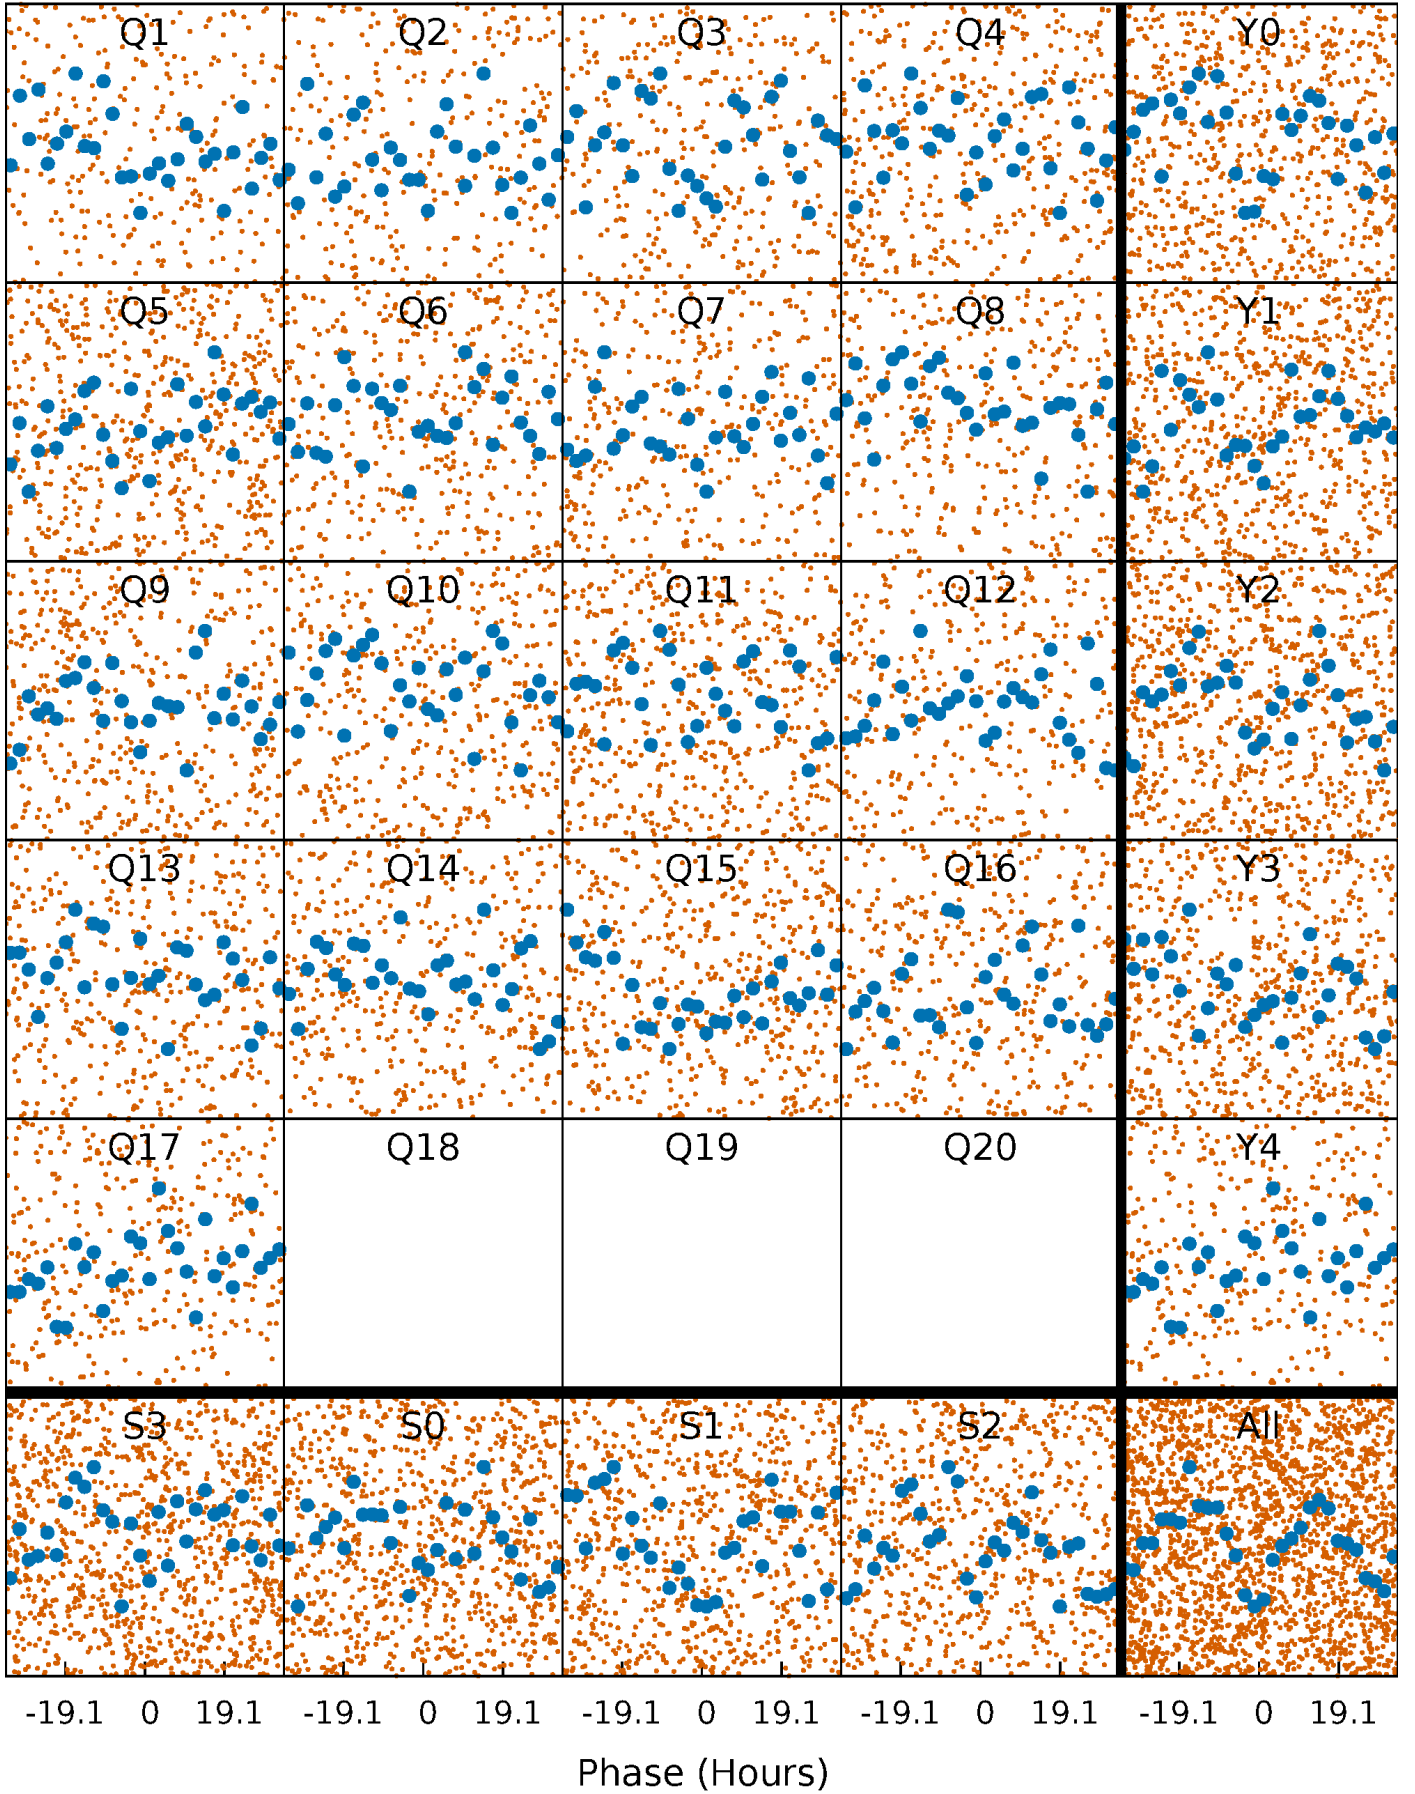 Q1 Q2 Q3 Q4 Y0
Q5 Q6 Q7 Q8 Y1
Q9 Q10 Q11 Q12 Y2
Q13 Q14 Q15 Q16 Y3
Q17 Q18 Q19 Q20 Y4
S3 S0 S1 S2 All
-19.1 0 19.1 -19.1 0 19.1 -19.1 0 19.1 -19.1 0 19.1 -19.1 0 19.1
Phase (Hours)